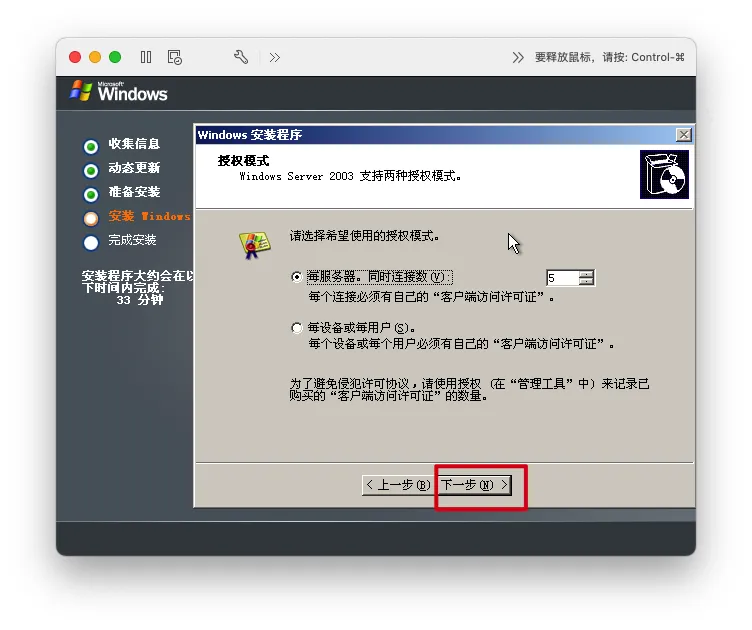 要释放鼠标，请按: Control-⌘
Microsoft
Windows
收集信息
动态更新
准备安装
安装 Windows
完成安装
安装程序大约会在以
下时间内完成:
33 分钟
Windows 安装程序
授权模式
Windows Server 2003 支持两种授权模式。
请选择希望使用的授权模式。
每服务器。同时连接数(V):
5
每个连接必须有自己的“客户端访问许可证”。
每设备或每用户(S)。
每个设备或每个用户必须有自己的“客户端访问许可证”。
为了避免侵犯许可协议，请使用授权（在“管理工具”中）来记录已
购买的“客户端访问许可证”的数量。
< 上一步(B)
下一步(N) >